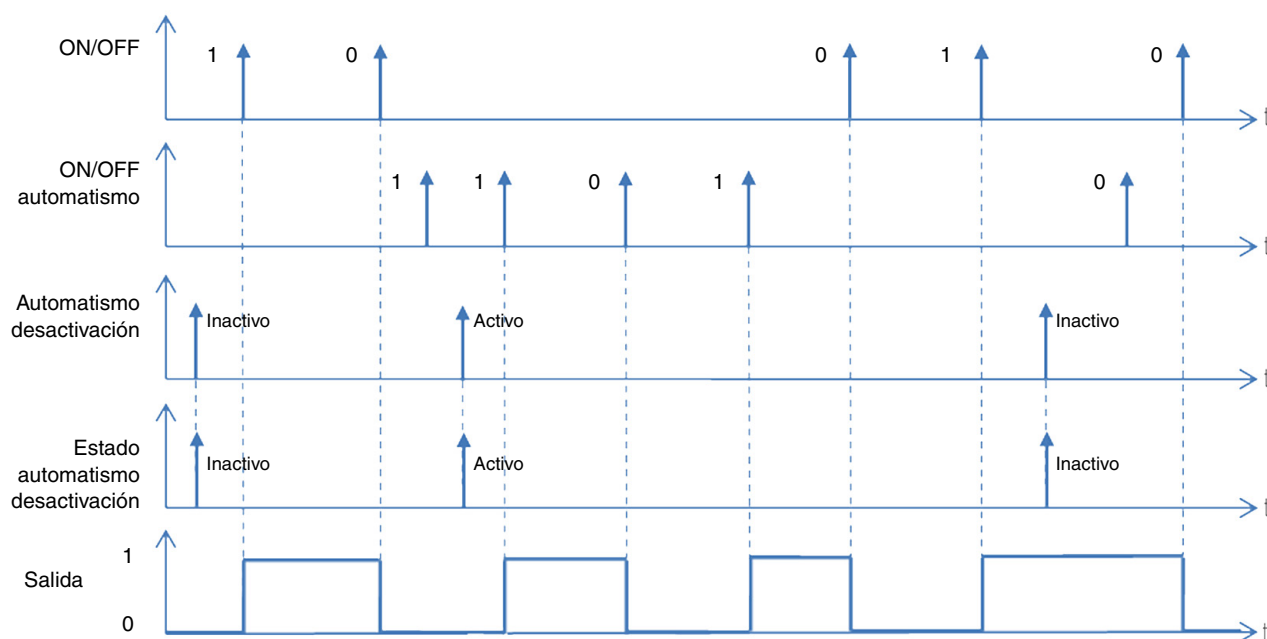 ON/OFF
1
0
0
1
0
t
ON/OFF
automatismo
1
1
0
1
0
t
Automatismo
desactivación
Inactivo
Activo
Inactivo
t
Estado
automatismo
desactivación
Inactivo
Activo
Inactivo
t
1
Salida
0
t